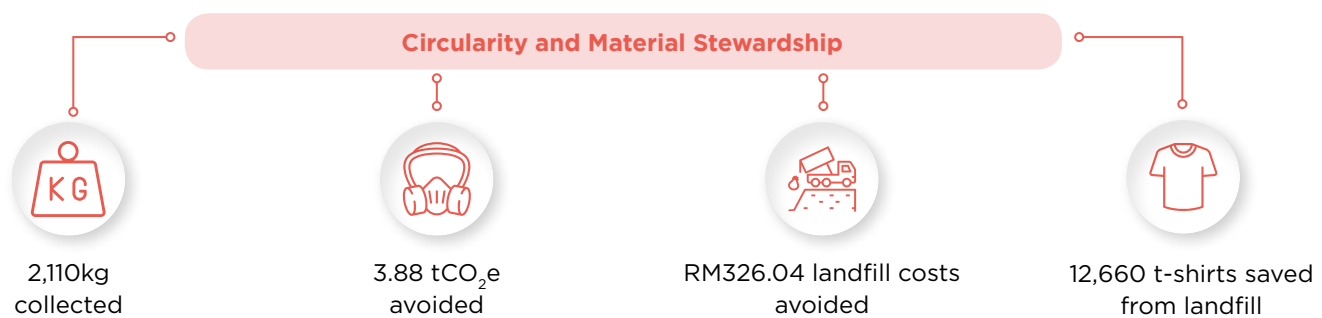 Circularity and Material Stewardship
KG
2,110kg
collected
3.88 tCO₂e
avoided
RM326.04 landfill costs
avoided
12,660 t-shirts saved
from landfill